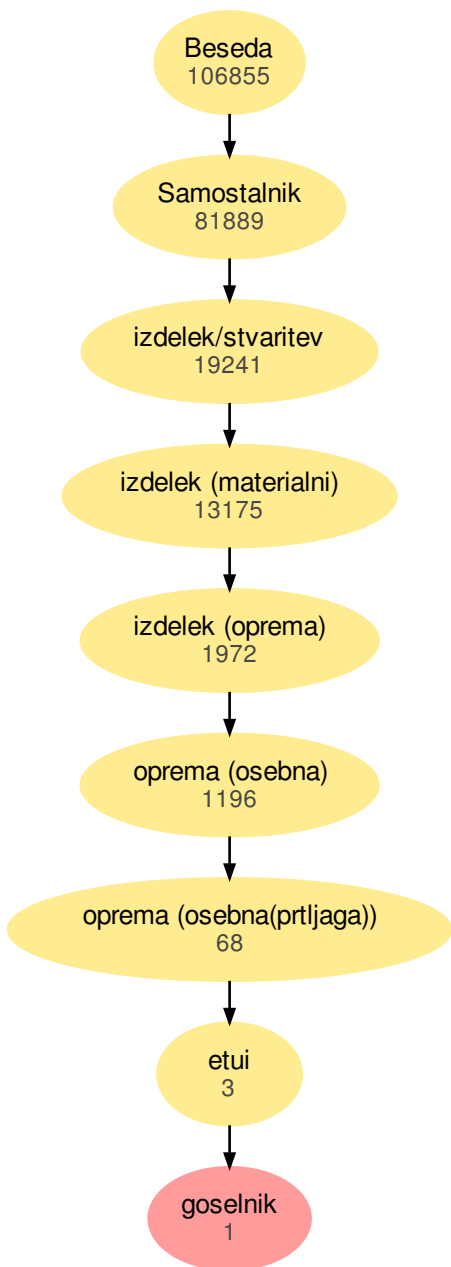 Beseda
106855
Samostalnik
81889
izdelek/stvaritev
19241
izdelek (materialni)
13175
izdelek (oprema)
1972
oprema (osebna)
1196
oprema (osebna(prtljaga))
68
etui
3
goselnik
1